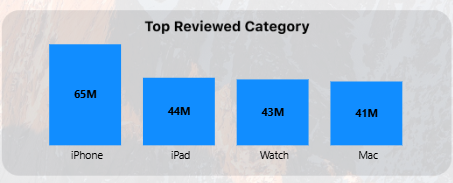 Top Reviewed Category
65M
44M
43M
41M
iPhone
iPad
Watch
Mac